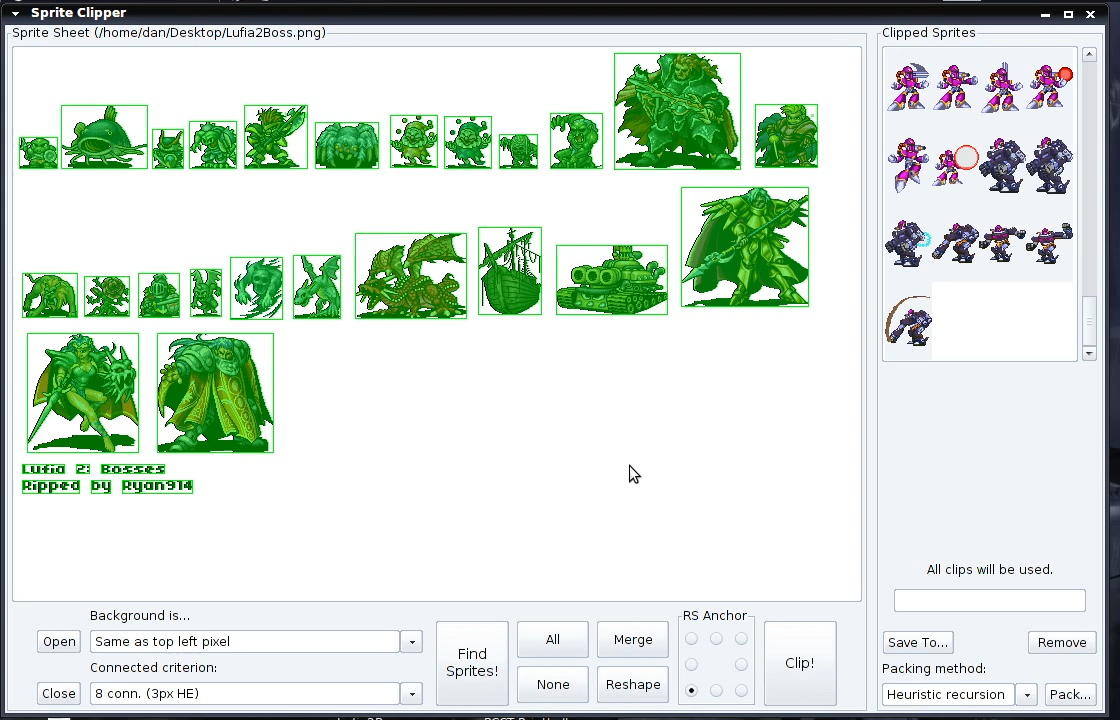 Sprite Clipper
Sprite Sheet (/home/dan/Desktop/Lufia2Boss.png)
Clipped Sprites
Lufia 2: Bosses
Ripped by Ryan914
All clips will be used.
Background is...
RS Anchor
Open
Same as top left pixel
Find
Sprites!
All
Merge
Clip!
Save To...
Remove
Connected criterion:
Packing method:
Close
8 conn. (3px HE)
None
Reshape
Heuristic recursion
Pack...